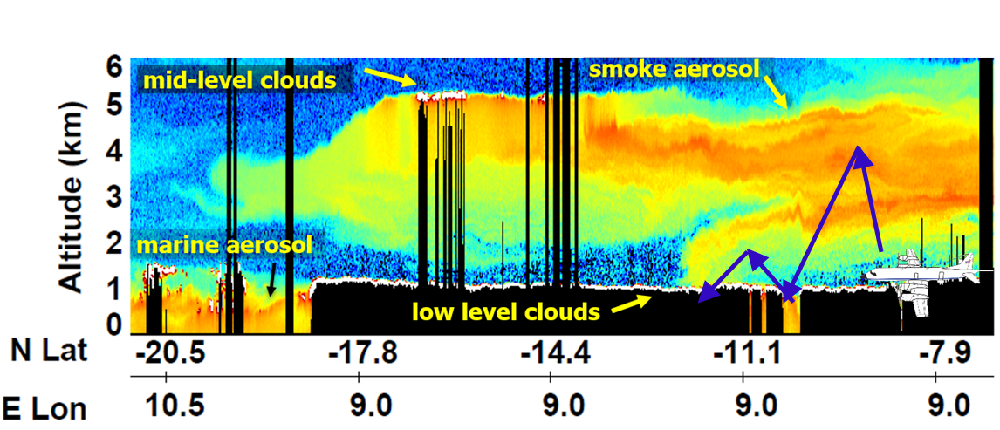 6
mid-level clouds
smoke aerosol
5
4
Altitude (km)
3
2
marine aerosol
1
low level clouds
0
N Lat -20.5 -17.8 -14.4 -11.1 -7.9
E Lon 10.5 9.0 9.0 9.0 9.0